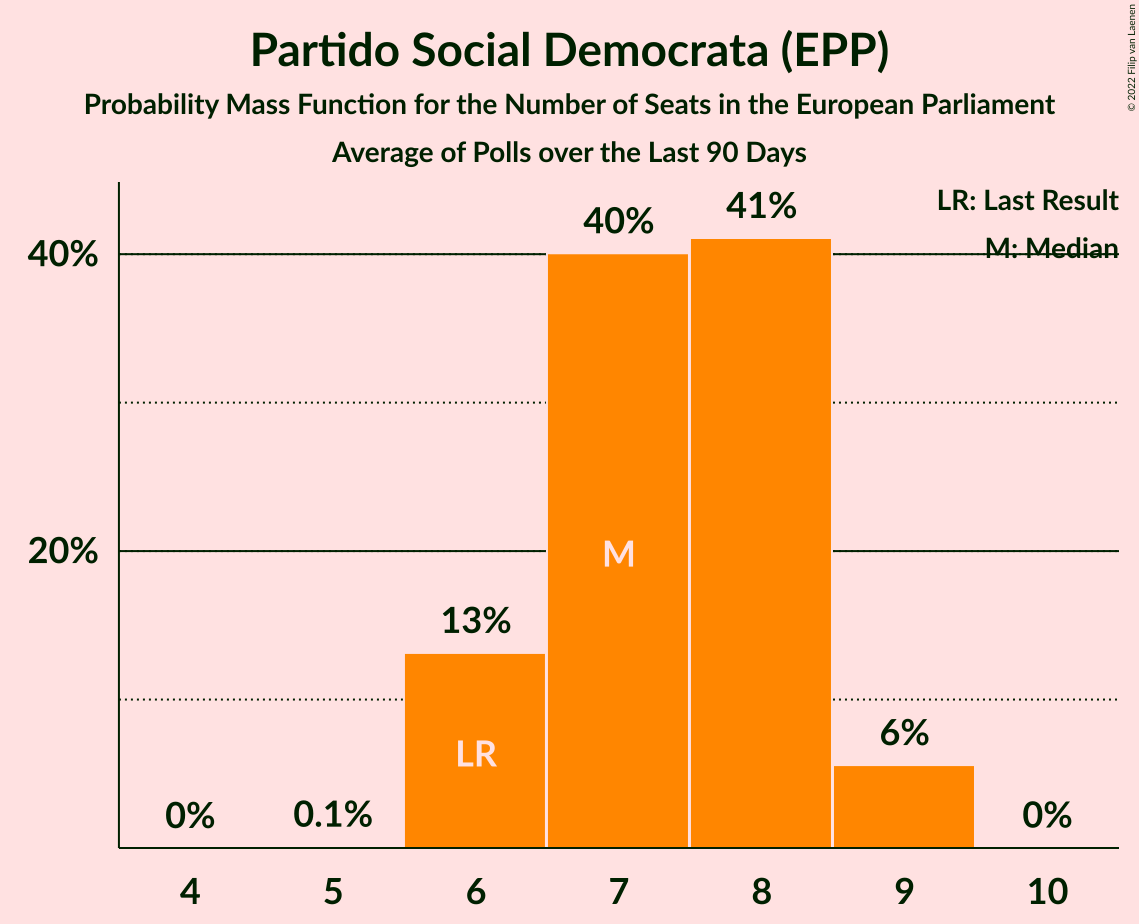 Partido Social Democrata (EPP)
Probability Mass Function for the Number of Seats in the European Parliament
Average of Polls over the Last 90 Days
© 2022 Filip van Laenen
LR: Last Result
M: Median
40%
20%
0%
0.1%
13%
40%
41%
6%
0%
LR
M
4
5
6
7
8
9
10